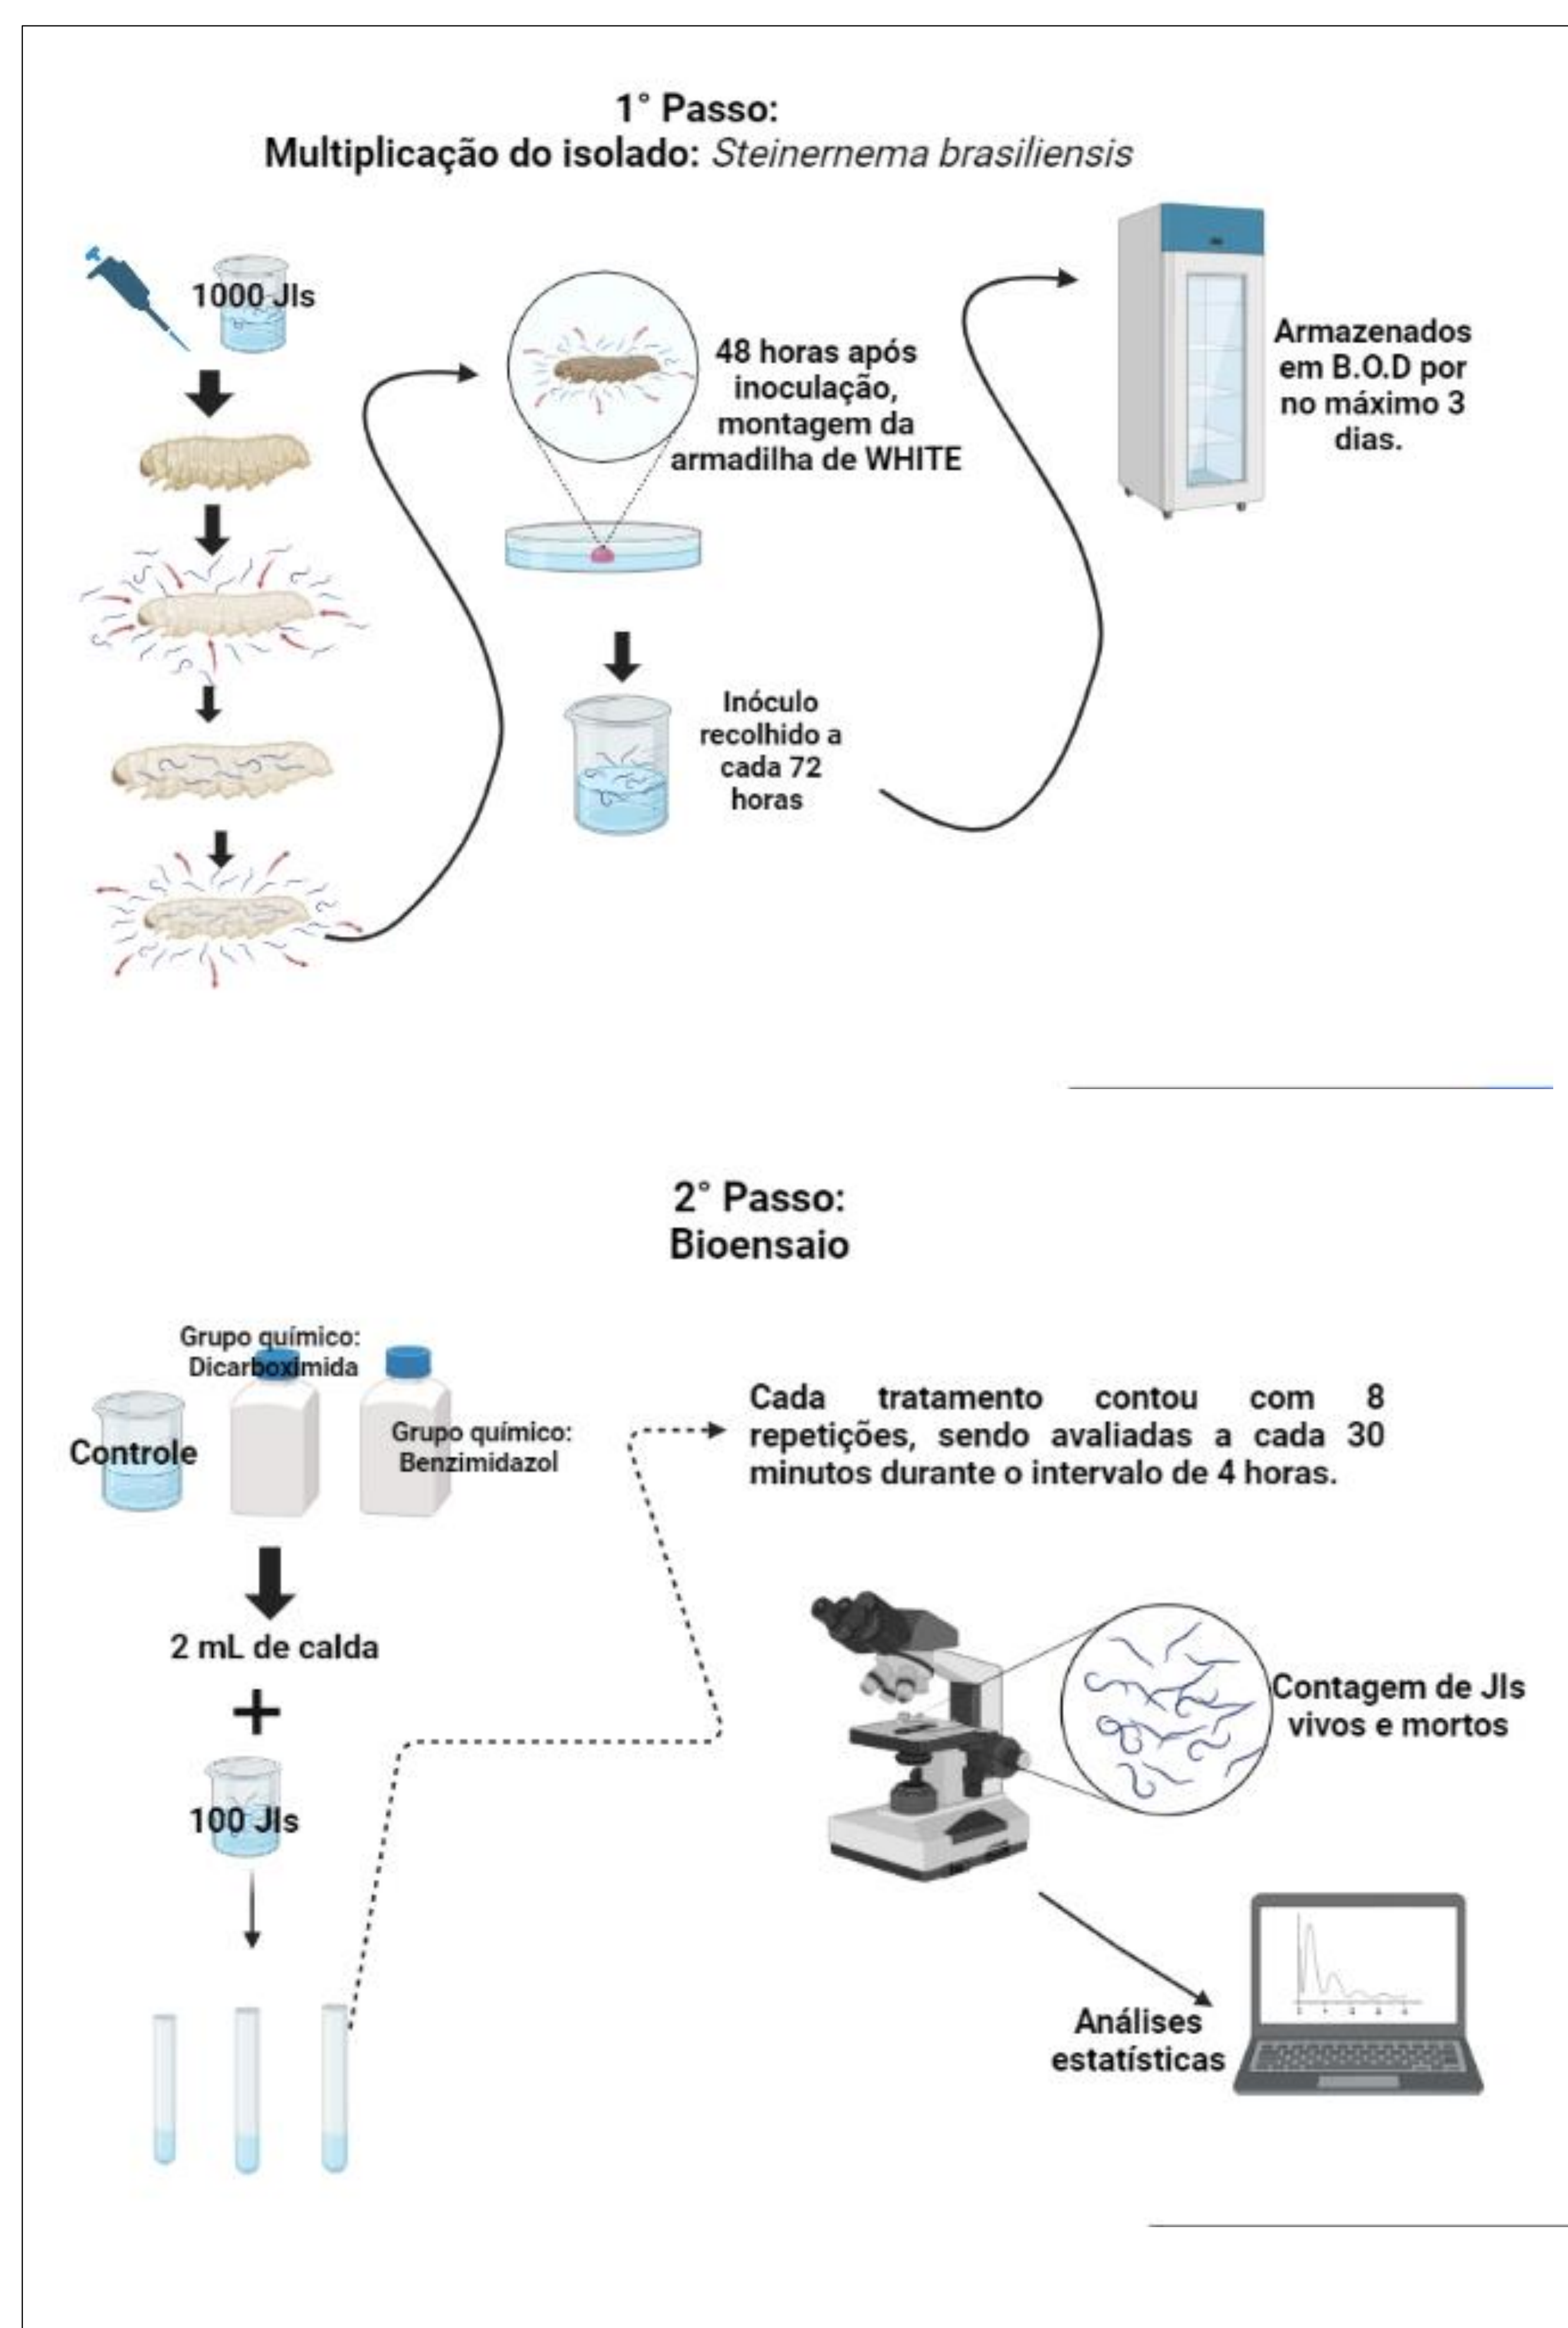 1° Passo:
Multiplicação do isolado: Steinernema brasiliensis
1000 JIs
48 horas após
inoculação,
montagem da
armadilha de WHITE
Inóculo
recolhido a
cada 72
horas
Armazenados
em B.O.D por
no máximo 3
dias.
2° Passo:
Bioensaio
Grupo químico:
Dicarboximida
Controle
Grupo químico:
Benzimidazol
2 mL de calda
+
100 JIs
Cada tratamento contou com 8
repetições, sendo avaliadas a cada 30
minutos durante o intervalo de 4 horas.
Contagem de JIs
vivos e mortos
Análises
estatísticas